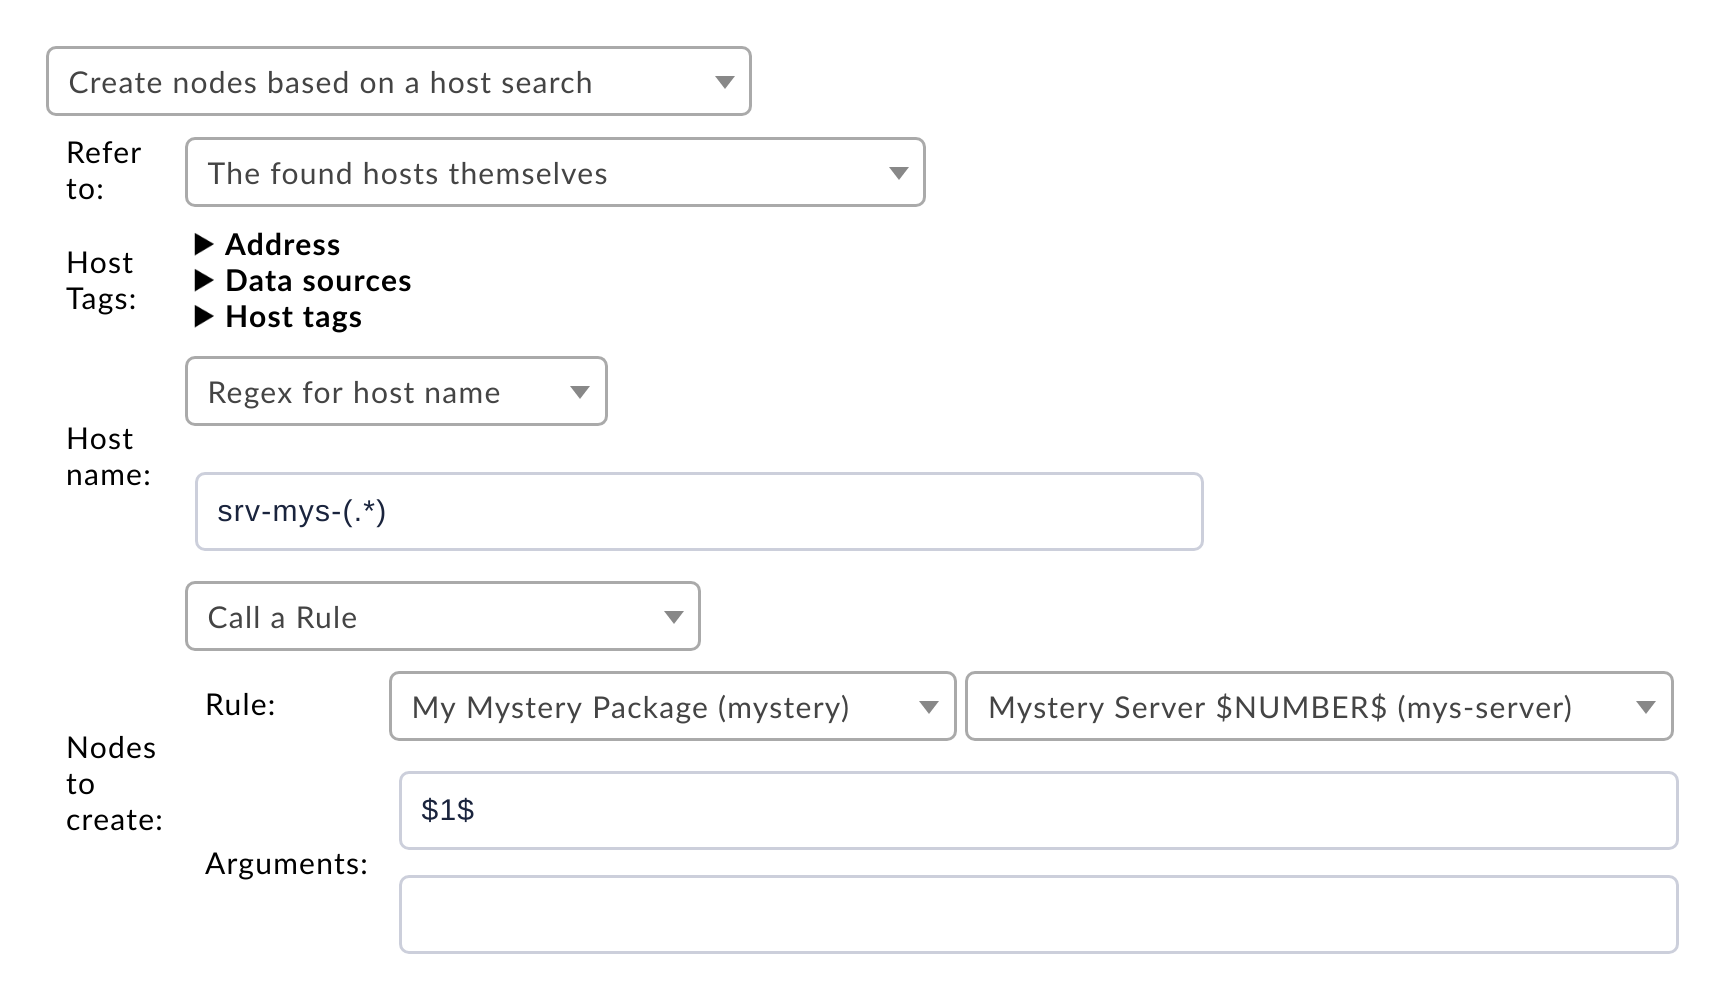 Create nodes based on a host search
Refer
to:
The found hosts themselves
Host
Tags:
Address
Data sources
Host tags
Host
name:
Regex for host name
srv-mys-(.*)
Nodes
to
create:
Call a Rule
Rule:
My Mystery Package (mystery)
Mystery Server $NUMBER$ (mys-server)
Arguments:
$1$